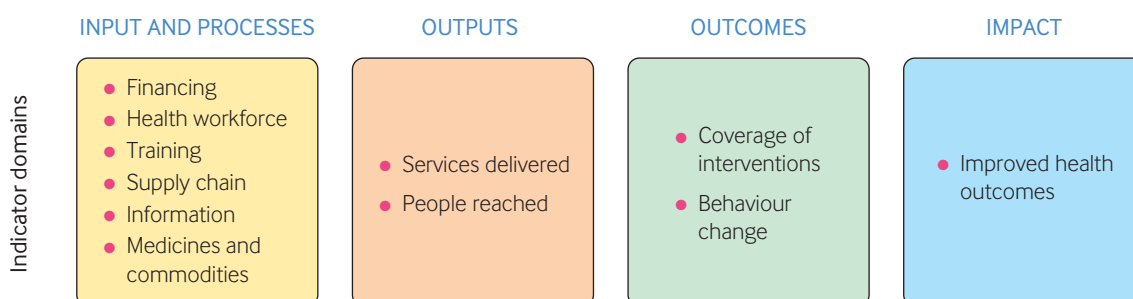 INPUT AND PROCESSES
OUTPUTS
OUTCOMES
IMPACT
Indicator domains
Financing
Health workforce
Training
Supply chain
Information
Medicines and
commodities
Services delivered
People reached
Coverage of
interventions
Behaviour
change
Improved health
outcomes